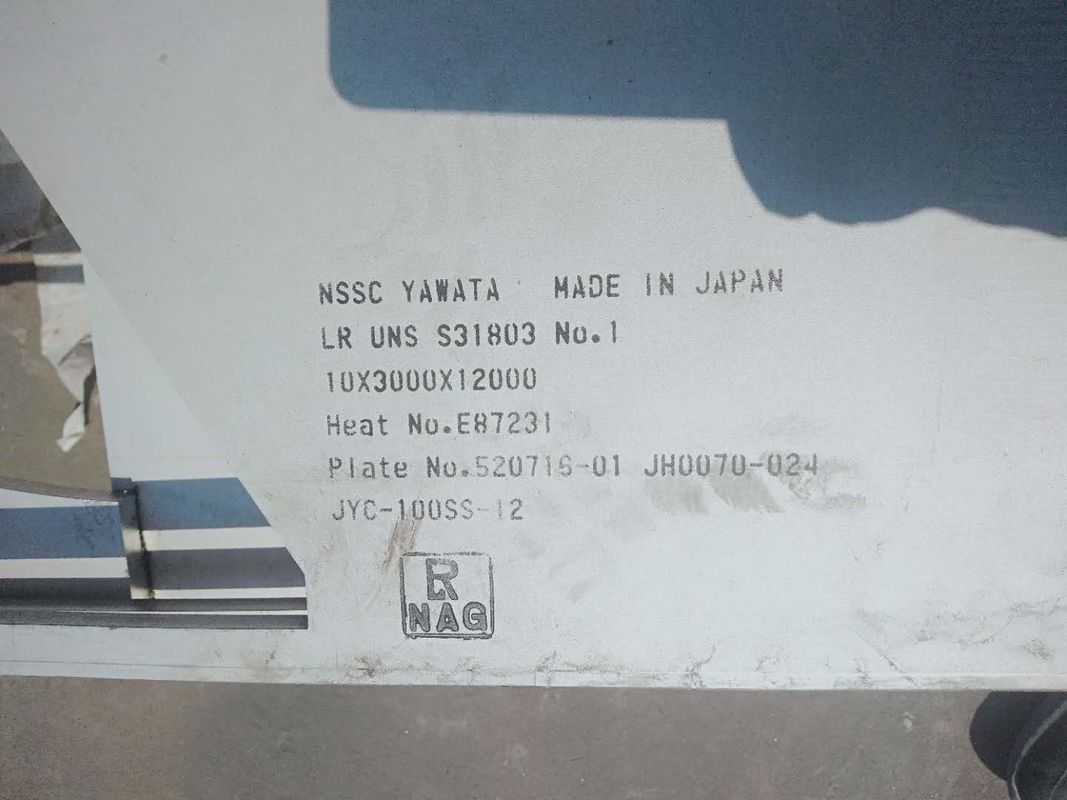 NSSC YAWATA MADE IN JAPAN
LR UNS S31803 No.1
10X3000X12000
Heat No.E87231
Plate No.520716-01 JH0070-024
JYC-100SS-12
LR
NAG